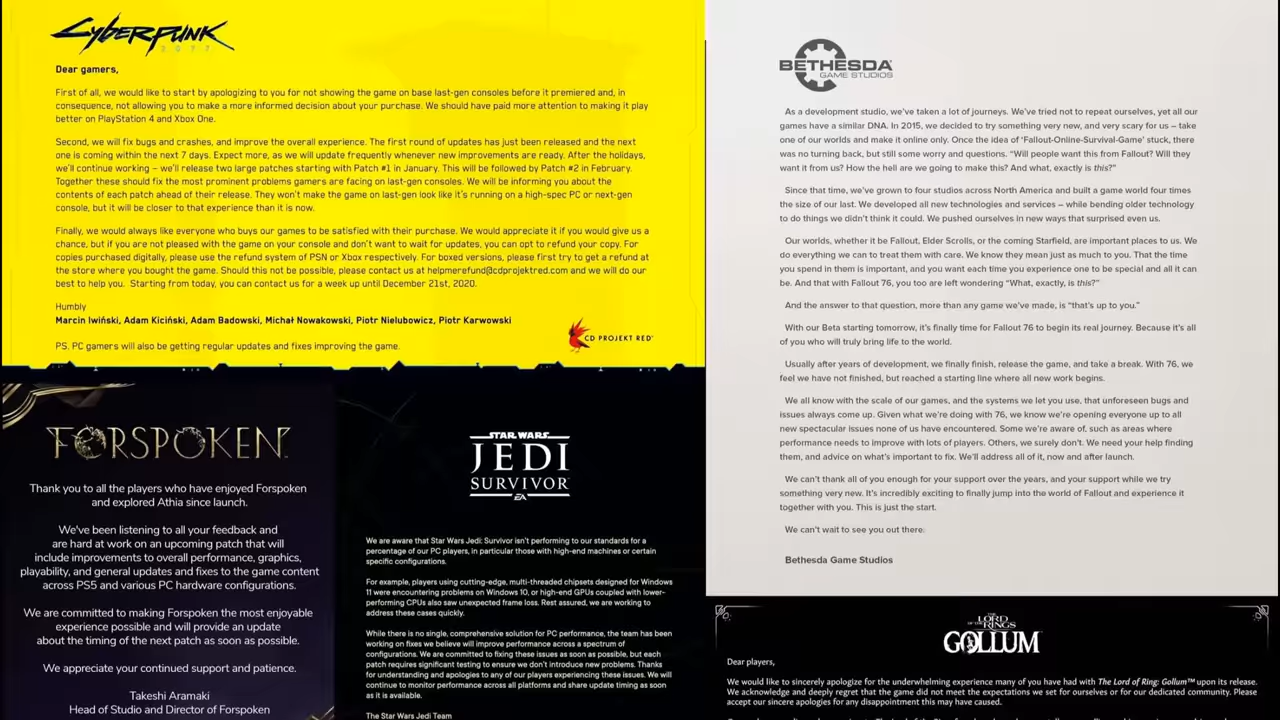 Cyberpunk
2077
Dear gamers,
First of all, we would like to start by apologizing to you for not showing the game on base last-gen consoles before it premiered and, in
consequence, not allowing you to make a more informed decision about your purchase. We should have paid more attention to making it play
better on PlayStation 4 and Xbox One.
Second, we will fix bugs and crashes, and improve the overall experience. The first round of updates has just been released and the next
one is coming within the next 7 days. Expect more, as we will update frequently whenever new improvements are ready. After the holidays,
we'll continue working – we'll release two large patches starting with Patch #1 in January. This will be followed by Patch #2 in February.
Together these should fix the most prominent problems gamers are facing on last-gen consoles. We will be informing you about the
contents of each patch ahead of their release. They won't make the game on last-gen look like it's running on a high-spec PC or next-gen
console, but it will be closer to that experience than it is now.
Finally, we would always like everyone who buys our games to be satisfied with their purchase. We would appreciate it if you would give us a
chance, but if you are not pleased with the game on your console and don't want to wait for updates, you can opt to refund your copy. For
copies purchased digitally, please use the refund system of PSN or Xbox respectively. For boxed versions, please first try to get a refund at
the store where you bought the game. Should this not be possible, please contact us at helpmerefund@cdprojektred.com and we will do our
best to help you. Starting from today, you can contact us for a week up until December 21st, 2020.
Humbly
Marcin Iwiński, Adam Kiciński, Adam Badowski, Michał Nowakowski, Piotr Nielubowicz, Piotr Karwowski
CD PROJEKT RED®
PS. PC gamers will also be getting regular updates and fixes improving the game.
BETHESDA®
GAME STUDIOS
As a development studio, we've taken a lot of journeys. We've tried not to repeat ourselves, yet all our
games have a similar DNA. In 2015, we decided to try something very new, and very scary for us – take
one of our worlds and make it online only. Once the idea of 'Fallout-Online-Survival-Game' stuck, there
was no turning back, but still some worry and questions. "Will people want this from Fallout? Will they
want it from us? How the hell are we going to make this? And what, exactly is this?"
Since that time, we've grown to four studios across North America and built a game world four times
the size of our last. We developed all new technologies and services – while bending older technology
to do things we didn't think it could. We pushed ourselves in new ways that surprised even us.
Our worlds, whether it be Fallout, Elder Scrolls, or the coming Starfield, are important places to us. We
do everything we can to treat them with care. We know they mean just as much to you. That the time
you spend in them is important, and you want each time you experience one to be special and all it can
be. And that with Fallout 76, you too are left wondering "What, exactly, is this?"
And the answer to that question, more than any game we've made, is "that's up to you."
With our Beta starting tomorrow, it's finally time for Fallout 76 to begin its real journey. Because it's all
of you who will truly bring life to the world.
Usually after years of development, we finally finish, release the game, and take a break. With 76, we
feel we have not finished, but reached a starting line where all new work begins.
We all know with the scale of our games, and the systems we let you use, that unforeseen bugs and
issues always come up. Given what we're doing with 76, we know we're opening everyone up to all
new spectacular issues none of us have encountered. Some we're aware of, such as areas where
performance needs to improve with lots of players. Others, we surely don't. We need your help finding
them, and advice on what's important to fix. We'll address all of it, now and after launch.
We can't thank all of you enough for your support over the years, and your support while we try
something very new. It's incredibly exciting to finally jump into the world of Fallout and experience it
together with you. This is just the start.
We can't wait to see you out there.
Bethesda Game Studios
FORSPOKEN
Thank you to all the players who have enjoyed Forspoken
and explored Athia since launch.
We've been listening to all your feedback and
are hard at work on an upcoming patch that will
include improvements to overall performance, graphics,
playability, and general updates and fixes to the game content
across PS5 and various PC hardware configurations.
We are committed to making Forspoken the most enjoyable
experience possible and will provide an update
about the timing of the next patch as soon as possible.
We appreciate your continued support and patience.
Takeshi Aramaki
Head of Studio and Director of Forspoken
STAR WARS
JEDI
SURVIVOR
EA
We are aware that Star Wars Jedi: Survivor isn't performing to our standards for a
percentage of our PC players, in particular those with high-end machines or certain
specific configurations.
For example, players using cutting-edge, multi-threaded chipsets designed for Windows
11 were encountering problems on Windows 10, or high-end GPUs coupled with lower-
performing CPUs also saw unexpected frame loss. Rest assured, we are working to
address these cases quickly.
While there is no single, comprehensive solution for PC performance, the team has been
working on fixes we believe will improve performance across a spectrum of
configurations. We are committed to fixing these issues as soon as possible, but each
patch requires significant testing to ensure we don't introduce new problems. Thanks
for understanding and apologies to any of our players experiencing these issues. We will
continue to monitor performance across all platforms and share update timing as soon
as it is available.
The Star Wars Jedi Team
THE
LORD
OF THE RINGS
GOLLUM™
Dear players,
We would like to sincerely apologize for the underwhelming experience many of you have had with The Lord of Ring: Gollum™ upon its release.
We acknowledge and deeply regret that the game did not meet the expectations we set for ourselves or for our dedicated community. Please
accept our sincere apologies for any disappointment this may have caused.